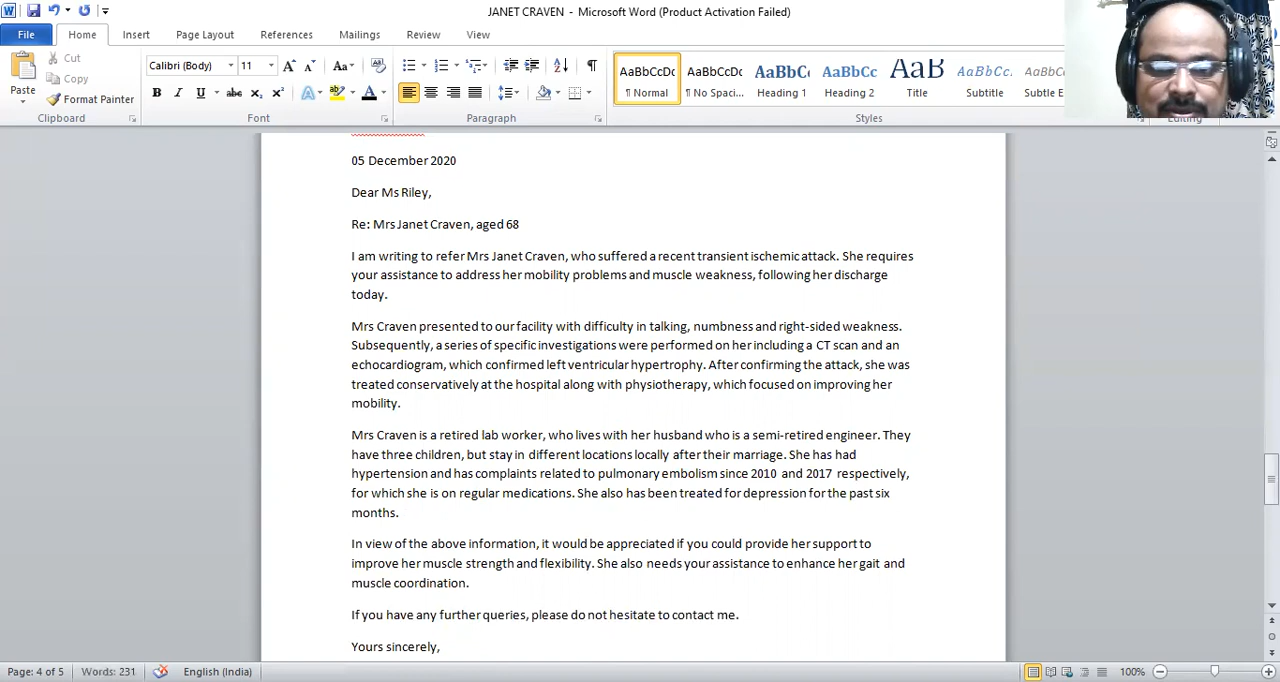 JANET CRAVEN - Microsoft Word (Product Activation Failed)
File Home Insert Page Layout References Mailings Review View
Paste
Cut
Copy
Format Painter
Clipboard
Calibri (Body) 11
Font
Paragraph
AaBbCcDc AaBbCcDc AaBbC AaBbCc AaB AaBbCc. AaBbCc
¶ Normal ¶ No Spaci... Heading 1 Heading 2 Title Subtitle Subtle E
Styles
Editing
05 December 2020
Dear Ms Riley,
Re: Mrs Janet Craven, aged 68
I am writing to refer Mrs Janet Craven, who suffered a recent transient ischemic attack. She requires
your assistance to address her mobility problems and muscle weakness, following her discharge
today.
Mrs Craven presented to our facility with difficulty in talking, numbness and right-sided weakness.
Subsequently, a series of specific investigations were performed on her including a CT scan and an
echocardiogram, which confirmed left ventricular hypertrophy. After confirming the attack, she was
treated conservatively at the hospital along with physiotherapy, which focused on improving her
mobility.
Mrs Craven is a retired lab worker, who lives with her husband who is a semi-retired engineer. They
have three children, but stay in different locations locally after their marriage. She has had
hypertension and has complaints related to pulmonary embolism since 2010 and 2017 respectively,
for which she is on regular medications. She also has been treated for depression for the past six
months.
In view of the above information, it would be appreciated if you could provide her support to
improve her muscle strength and flexibility. She also needs your assistance to enhance her gait and
muscle coordination.
If you have any further queries, please do not hesitate to contact me.
Yours sincerely,
Page: 4 of 5 Words: 231 English (India) 100%